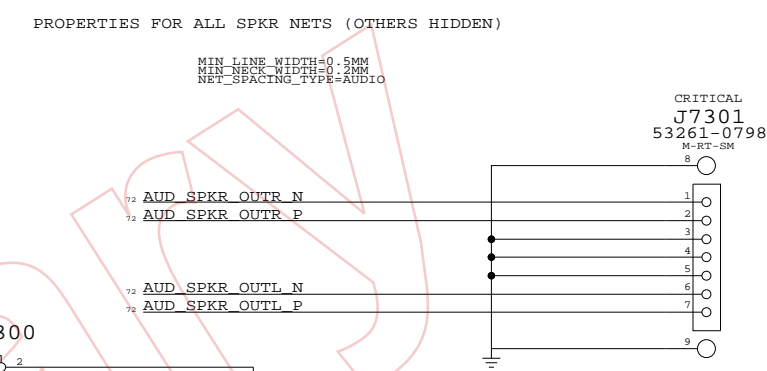 PROPERTIES FOR ALL SPKR NETS (OTHERS HIDDEN)
MIN_LINE_WIDTH=0.5MM
MIN_NECK_WIDTH=0.2MM
NET_SPACING_TYPE=AUDIO
CRITICAL
J7301
53261-0798
M-RT-SM
8
72 AUD_SPKR_OUTR_N 1
72 AUD_SPKR_OUTR_P 2
3
4
5
72 AUD_SPKR_OUTL_N 6
72 AUD_SPKR_OUTL_P 7
300
9
1 2